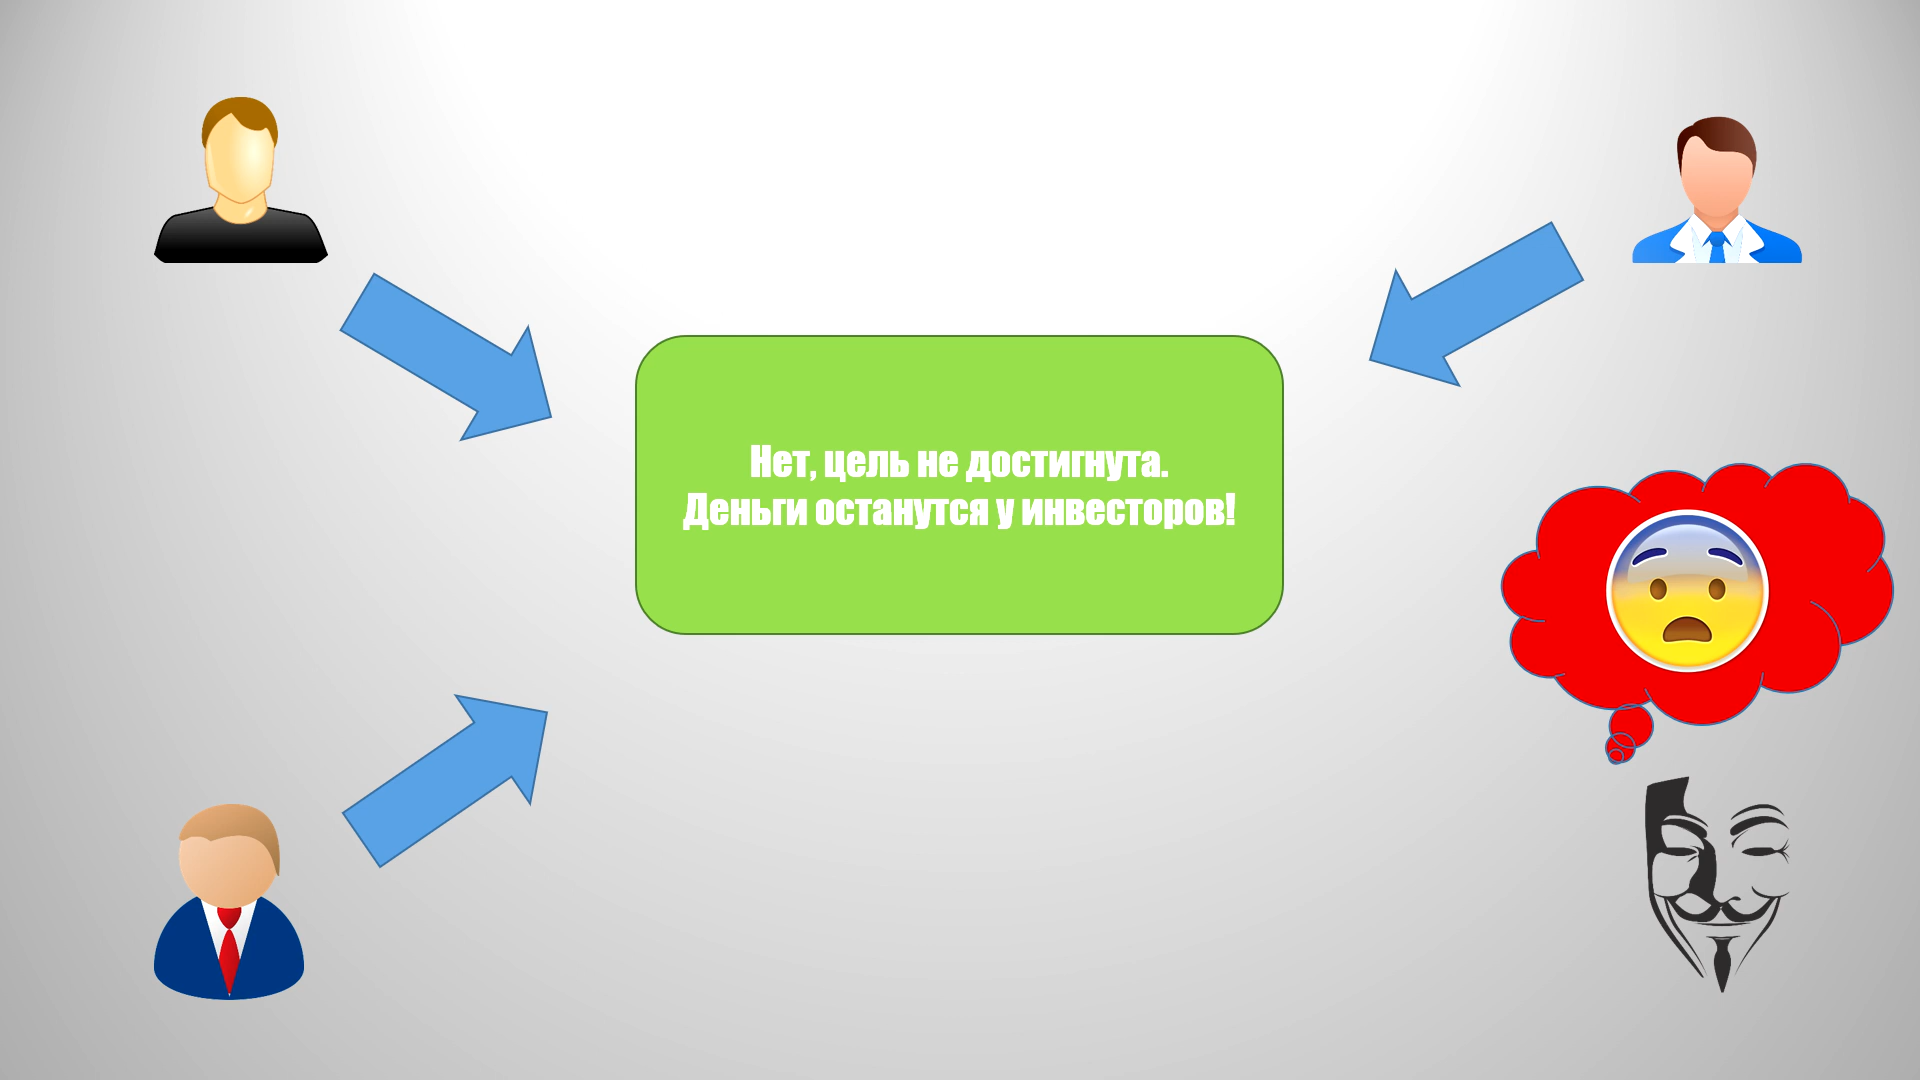 Нет, цель не достигнута.
Деньги останутся у инвесторов!